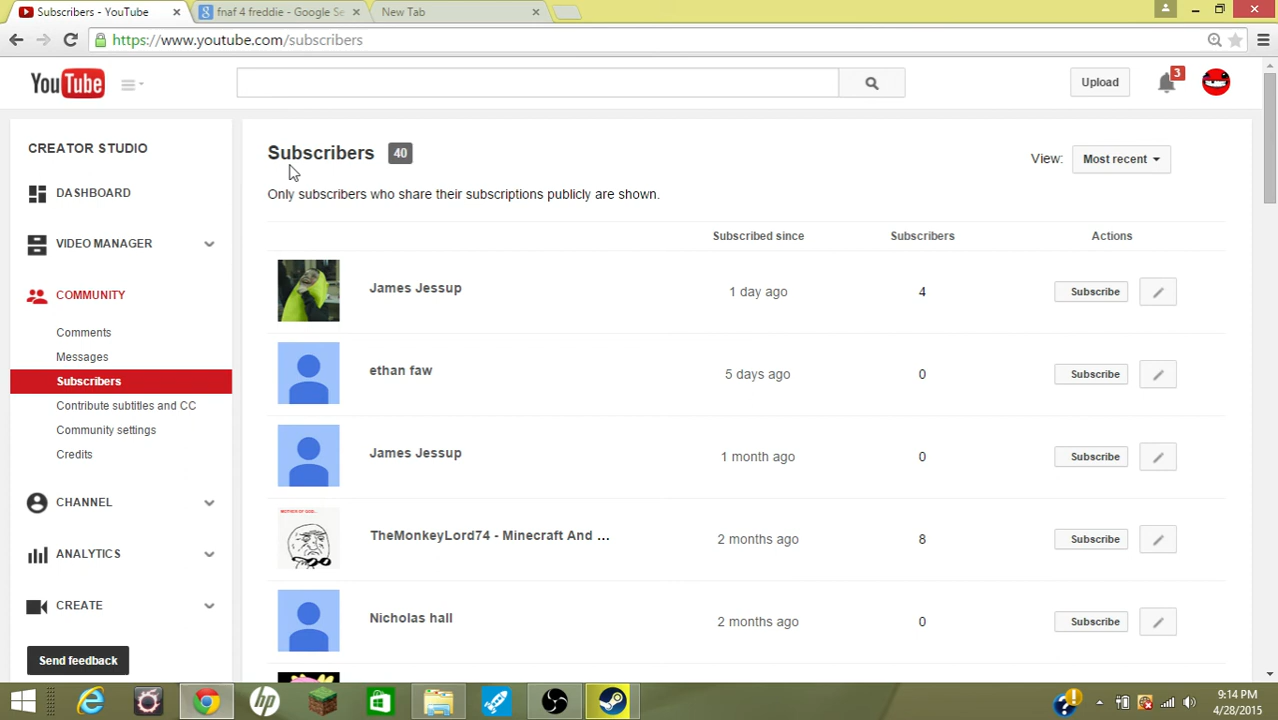 Subscribers - YouTube
fnaf 4 freddie - Google Se
New Tab
https://www.youtube.com/subscribers
YouTube
Upload
3
CREATOR STUDIO
DASHBOARD
VIDEO MANAGER
COMMUNITY
Comments
Messages
Subscribers
Contribute subtitles and CC
Community settings
Credits
CHANNEL
ANALYTICS
CREATE
Send feedback
Subscribers 40
View: Most recent
Only subscribers who share their subscriptions publicly are shown.
Subscribed since Subscribers Actions
James Jessup 1 day ago 4 Subscribe
ethan faw 5 days ago 0 Subscribe
James Jessup 1 month ago 0 Subscribe
MOTHER OF GOD...
TheMonkeyLord74 - Minecraft And ... 2 months ago 8 Subscribe
Nicholas hall 2 months ago 0 Subscribe
9:14 PM
4/28/2015